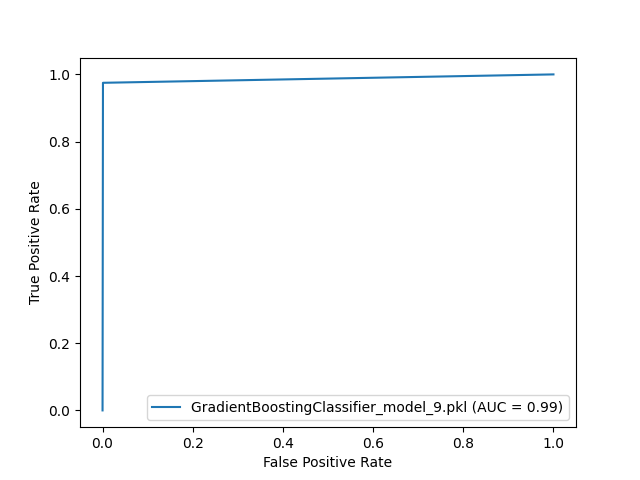 1.0
0.8
0.6
0.4
0.2
0.0
True Positive Rate
GradientBoostingClassifier_model_9.pkl (AUC = 0.99)
0.0 0.2 0.4 0.6 0.8 1.0
False Positive Rate